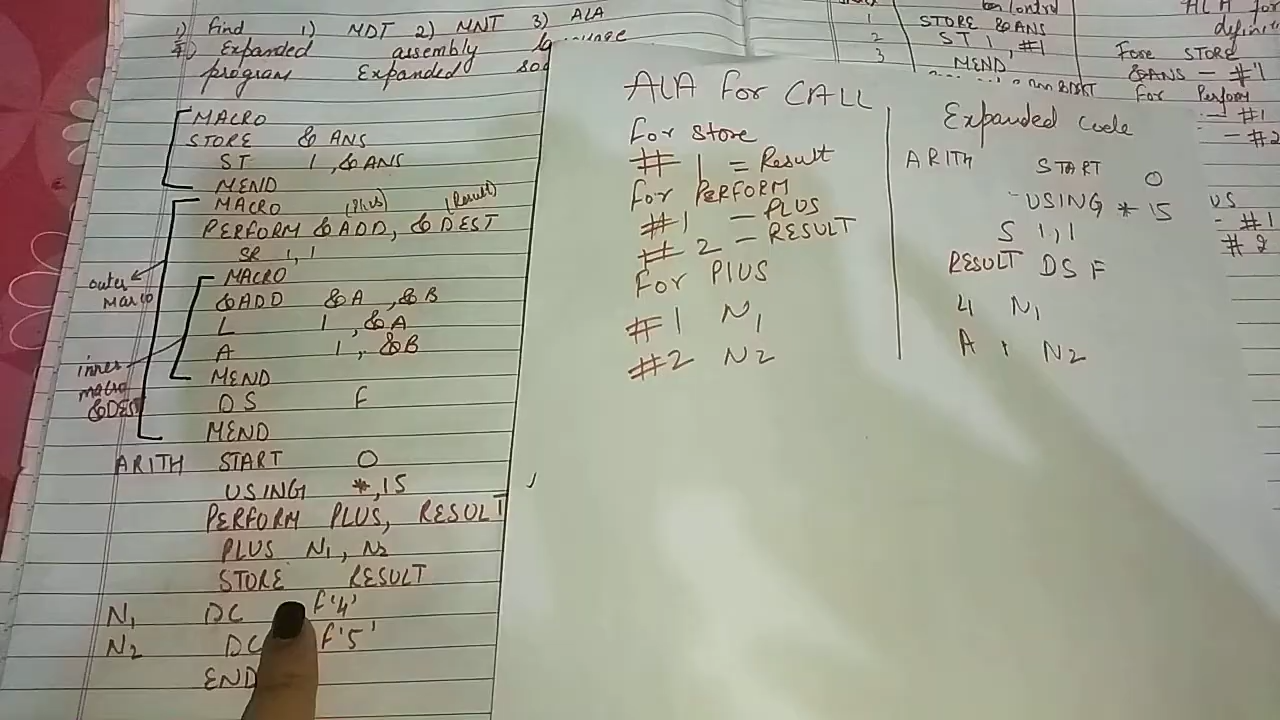 i) find 1) MDT 2) MNT 3) ALA
ii) Expanded assembly language
program Expanded
MACRO
STORE &ANS
ST 1, &ANS
MEND
MACRO (Plus) (Result)
PERFORM &ADD, &DEST
SR 1, 1
MACRO
&ADD &A, &B
L 1, &A
A 1, &B
MEND
&DEST DS F
MEND
outer
Macro
inner
macro
ARITH START 0
USING *,15
PERFORM PLUS, RESULT
PLUS N1, N2
STORE RESULT
N1 DC F'4'
N2 DC F'5'
END
ALA for CALL
for store
# 1 = Result
for PERFORM
#1 – PLUS
# 2 – RESULT
For PLUS
#1 N1
#2 N2
Expanded Code
ARITH START 0
USING * 15
S 1, 1
RESULT DS F
L1 N1
A 1 N2
1 STORE &ANS
2 ST 1, #1
3 MEND
ALA for
Fore STORE
&ANS – #1
For Perform
– #1
– #2
US
- #1
# 2